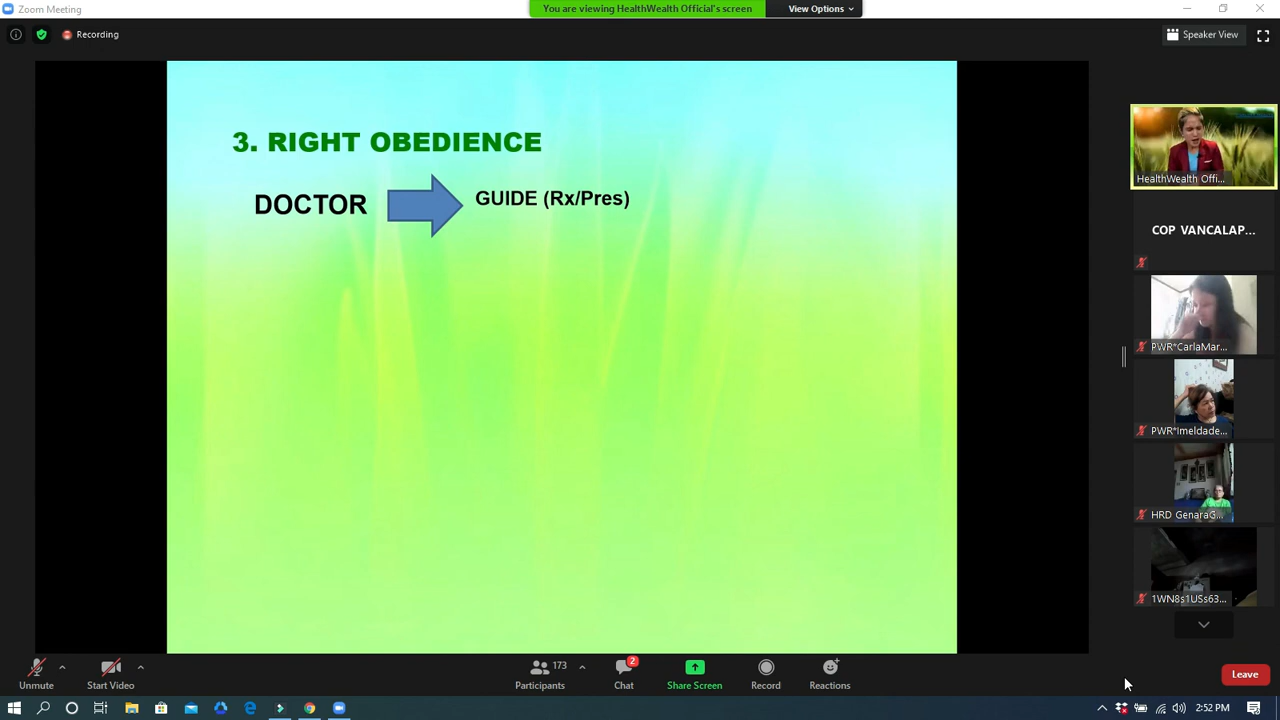 Zoom Meeting
You are viewing HealthWealth Official's screen
View Options
Recording
Speaker View
3. RIGHT OBEDIENCE
DOCTOR
GUIDE (Rx/Pres)
HealthWealth Offi...
COP VANCALAP...
PWR*CarlaMar...
PWR*Imeldade...
HRD GenaraG...
1WN8s1USs63...
Unmute
Start Video
Participants
173
Chat
2
Share Screen
Record
Reactions
Leave
2:52 PM